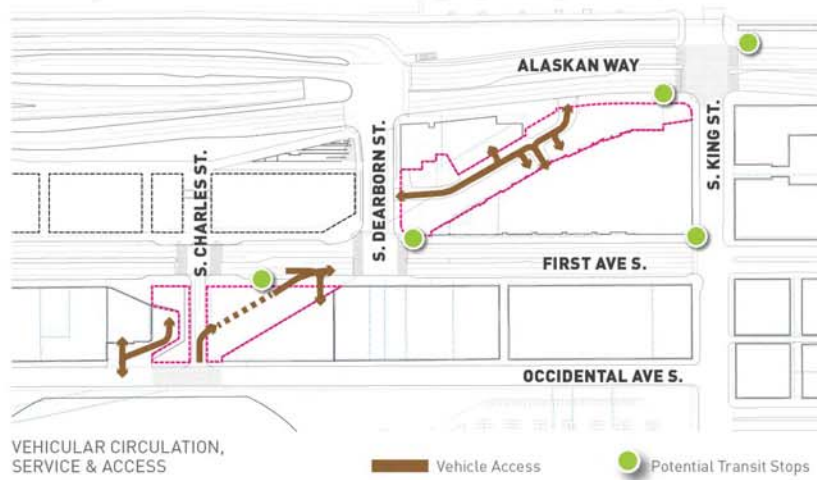 ALASKAN WAY
S. KING ST.
S. DEARBORN ST.
S. CHARLES ST.
FIRST AVE S.
OCCIDENTAL AVE S.
VEHICULAR CIRCULATION,
SERVICE & ACCESS
Vehicle Access
Potential Transit Stops